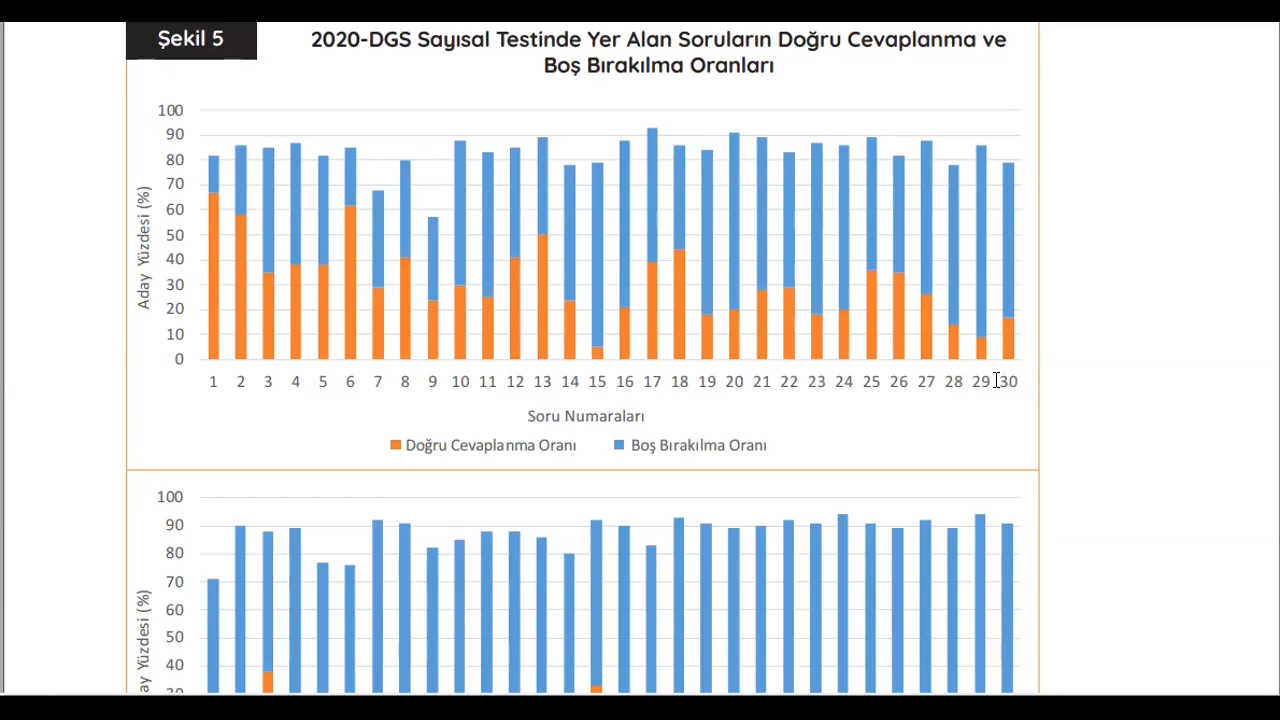 Şekil 5
2020-DGS Sayısal Testinde Yer Alan Soruların Doğru Cevaplanma ve
Boş Bırakılma Oranları
100
90
80
70
60
50
40
30
20
10
0
Aday Yüzdesi (%)
1 2 3 4 5 6 7 8 9 10 11 12 13 14 15 16 17 18 19 20 21 22 23 24 25 26 27 28 29 30
Soru Numaraları
Doğru Cevaplanma Oranı Boş Bırakılma Oranı
100
90
80
70
60
50
40
30
ay Yüzdesi (%)